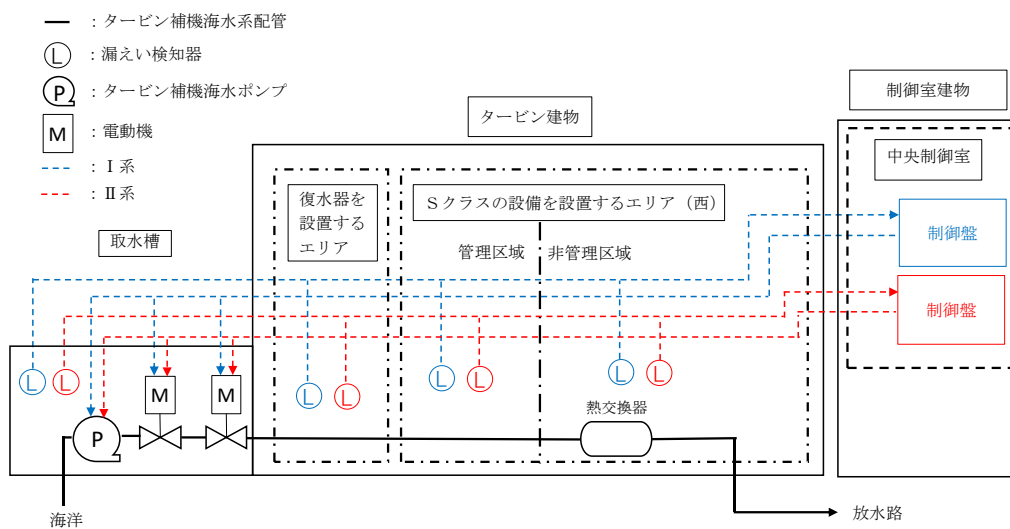 ：タービン補機海水系配管
L ：漏えい検知器
P ：タービン補機海水ポンプ
M ：電動機
：Ⅰ系
：Ⅱ系
取水槽
タービン建物
制御室建物
中央制御室
復水器を
設置する
エリア
Ｓクラスの設備を設置するエリア（西）
管理区域
非管理区域
制御盤
制御盤
L
L
L
L
L
L
L
L
M
M
P
熱交換器
海洋
放水路